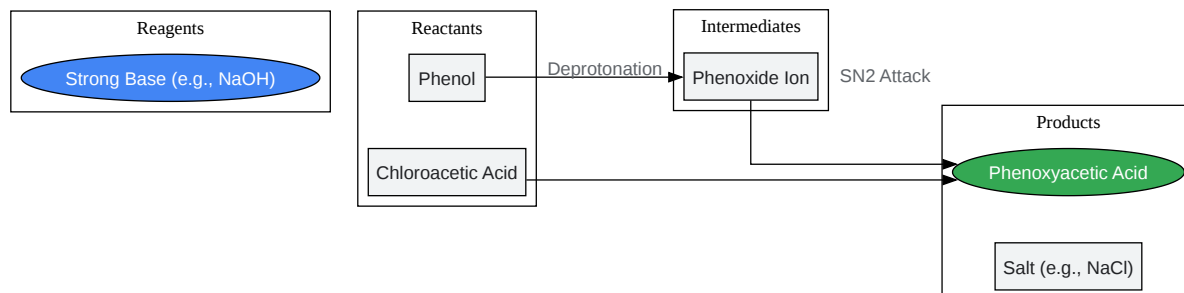 Reagents
Strong Base (e.g., NaOH)
Reactants
Phenol
Chloroacetic Acid
Deprotonation
Intermediates
Phenoxide Ion
SN2 Attack
Products
Phenoxyacetic Acid
Salt (e.g., NaCl)